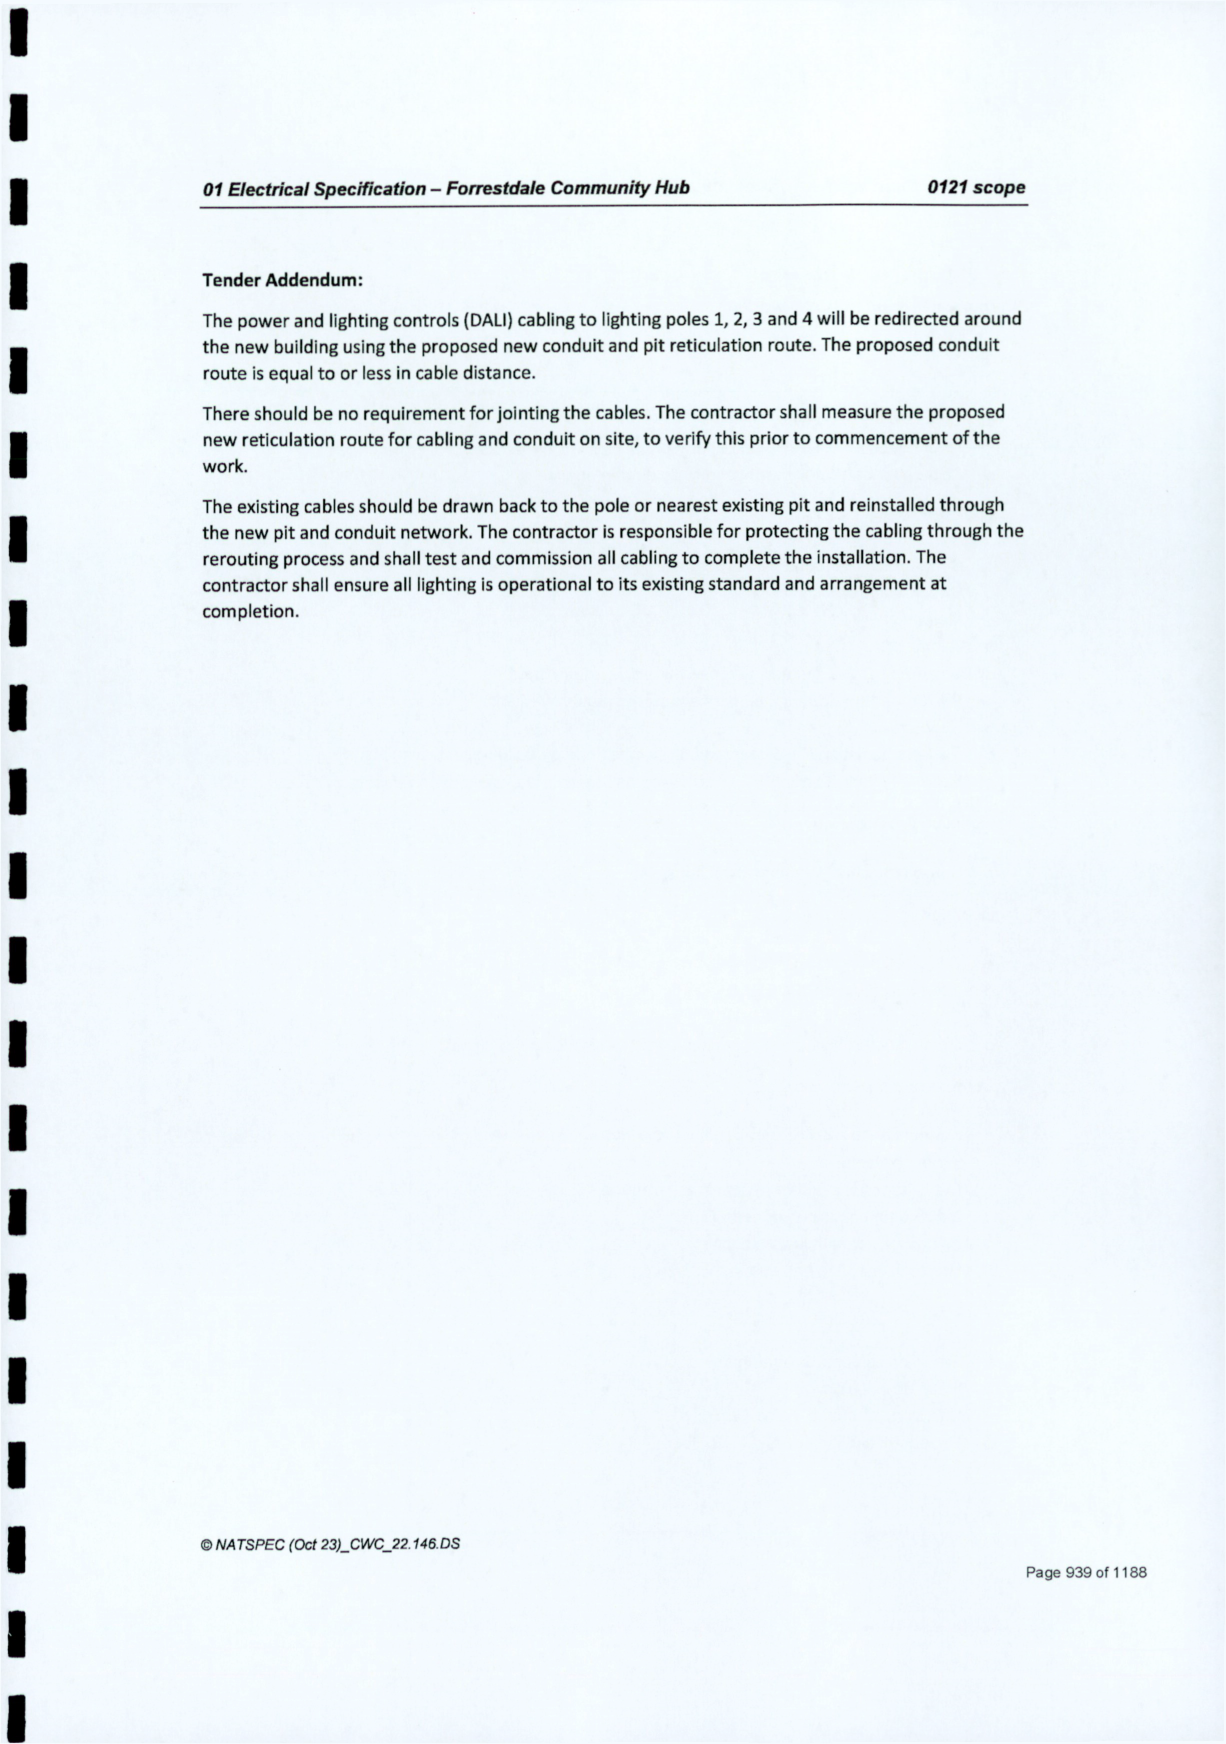 01 Electrical Specification – Forrestdale Community Hub 0121 scope
Tender Addendum:
The power and lighting controls (DALI) cabling to lighting poles 1, 2, 3 and 4 will be redirected around
the new building using the proposed new conduit and pit reticulation route. The proposed conduit
route is equal to or less in cable distance.
There should be no requirement for jointing the cables. The contractor shall measure the proposed
new reticulation route for cabling and conduit on site, to verify this prior to commencement of the
work.
The existing cables should be drawn back to the pole or nearest existing pit and reinstalled through
the new pit and conduit network. The contractor is responsible for protecting the cabling through the
rerouting process and shall test and commission all cabling to complete the installation. The
contractor shall ensure all lighting is operational to its existing standard and arrangement at
completion.
© NATSPEC (Oct 23)_CWC_22.146.DS
Page 939 of 1188